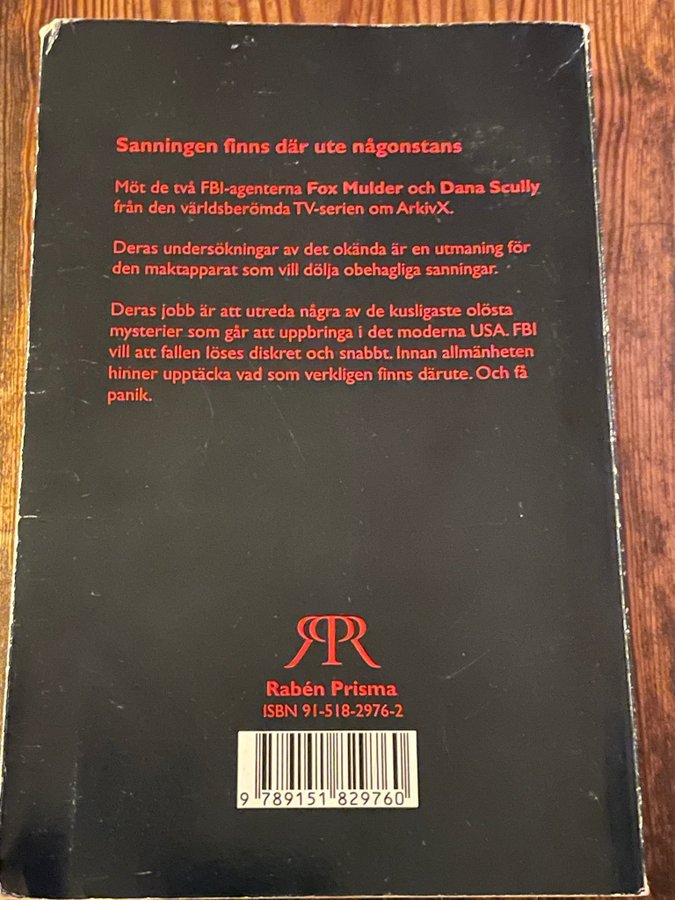 Sanningen finns där ute någonstans
Möt de två FBI-agenterna Fox Mulder och Dana Scully
från den världsberömda TV-serien om ArkivX.
Deras undersökningar av det okända är en utmaning för
den maktapparat som vill dölja obehagliga sanningar.
Deras jobb är att utreda några av de kusligaste olösta
mysterier som går att uppbringa i det moderna USA. FBI
vill att fallen löses diskret och snabbt. Innan allmänheten
hinner upptäcka vad som verkligen finns därute. Och få
panik.
RPR
Rabén Prisma
ISBN 91-518-2976-2
9 789151 829760